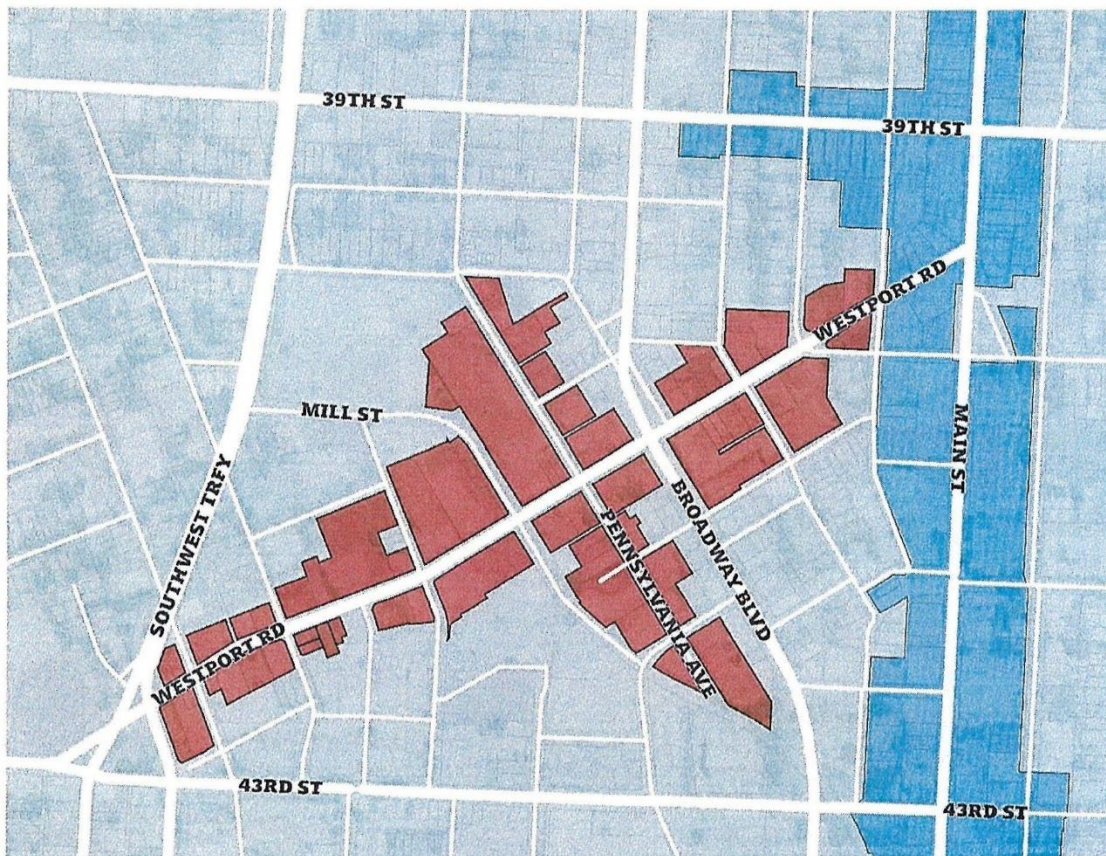 39TH ST
39TH ST
WESTPORT RD
MILL ST
MAIN ST
SOUTHWEST TRFY
BROADWAY BLVD
PENNSYLVANIA AVE
WESTPORT RD
43RD ST
43RD ST